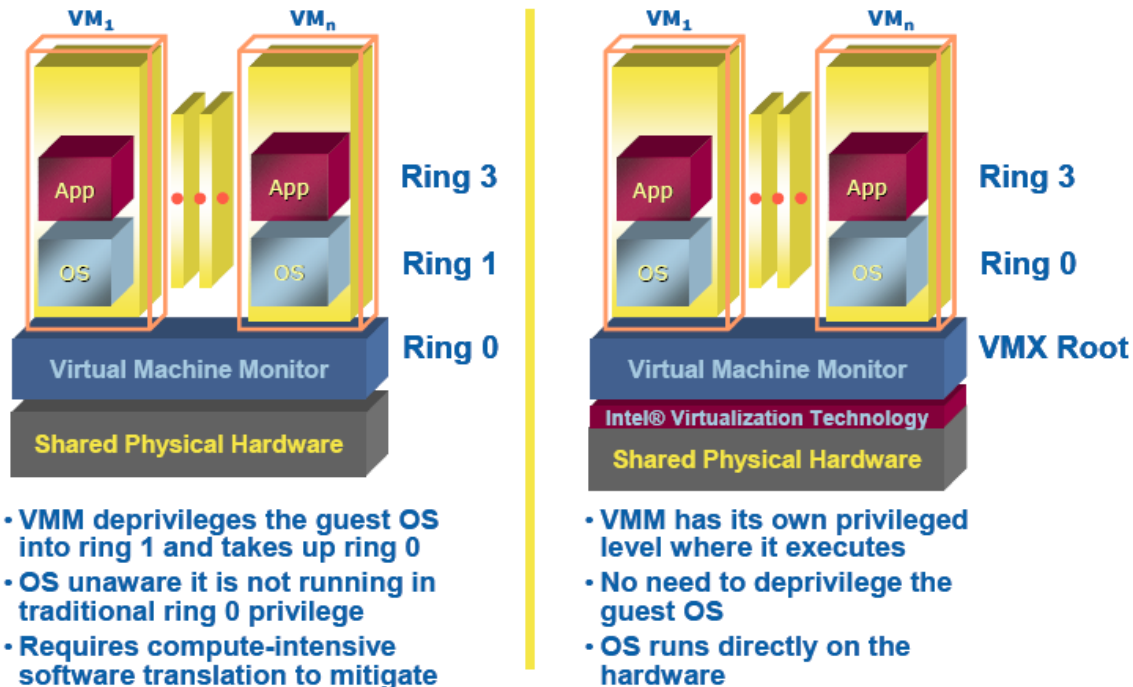 VM1
VMn
App
App
Ring 3
OS
OS
Ring 1
Virtual Machine Monitor
Ring 0
Shared Physical Hardware
• VMM deprivileges the guest OS
into ring 1 and takes up ring 0
• OS unaware it is not running in
traditional ring 0 privilege
• Requires compute-intensive
software translation to mitigate
VM1
VMn
App
App
Ring 3
OS
OS
Ring 0
Virtual Machine Monitor
VMX Root
Intel® Virtualization Technology
Shared Physical Hardware
• VMM has its own privileged
level where it executes
• No need to deprivilege the
guest OS
• OS runs directly on the
hardware